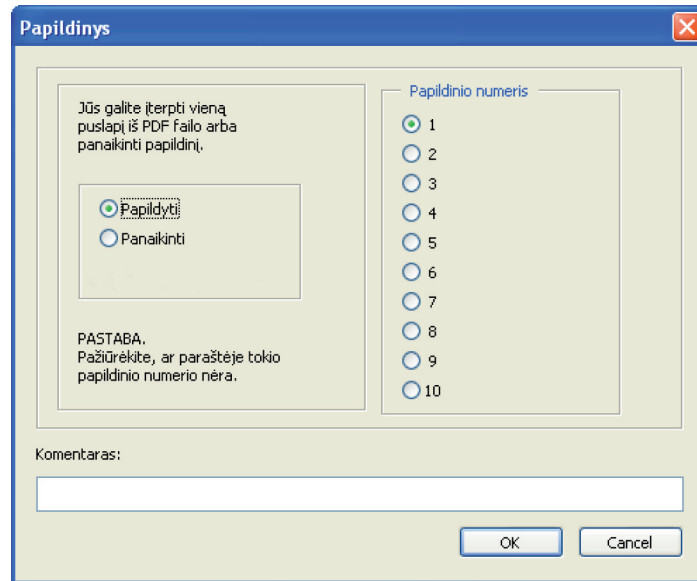 Papildinys
Jūs galite įterpti vieną
puslapį iš PDF failo arba
panaikinti papildinį.
Papildyti
Panaikinti
PASTABA.
Pažiūrėkite, ar paraštėje tokio
papildinio numerio nėra.
Papildinio numeris
1
2
3
4
5
6
7
8
9
10
Komentaras:
OK
Cancel